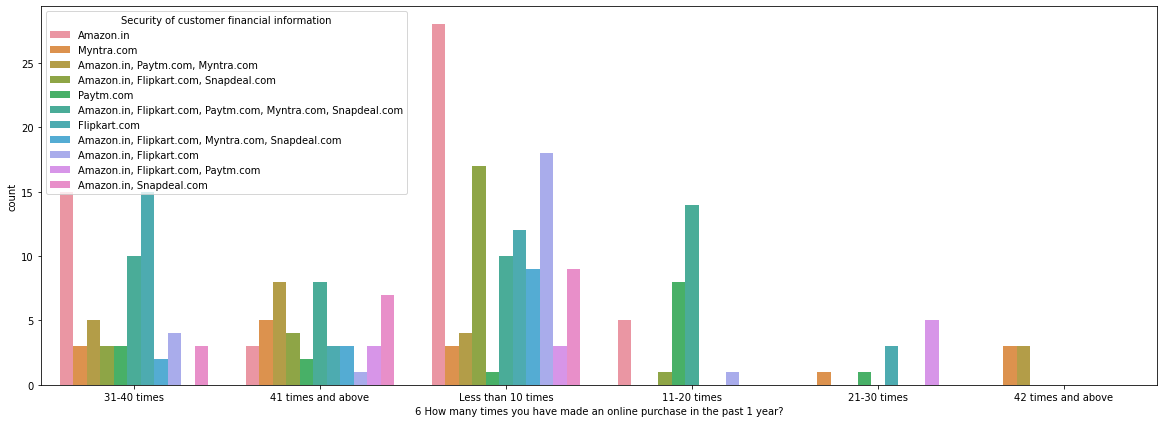 Security of customer financial information
Amazon.in
Myntra.com
Amazon.in, Paytm.com, Myntra.com
Amazon.in, Flipkart.com, Snapdeal.com
Paytm.com
Amazon.in, Flipkart.com, Paytm.com, Myntra.com, Snapdeal.com
Flipkart.com
Amazon.in, Flipkart.com, Myntra.com, Snapdeal.com
Amazon.in, Flipkart.com
Amazon.in, Flipkart.com, Paytm.com
Amazon.in, Snapdeal.com
count
25
20
15
10
5
0
31-40 times
41 times and above
Less than 10 times
11-20 times
21-30 times
42 times and above
6 How many times you have made an online purchase in the past 1 year?